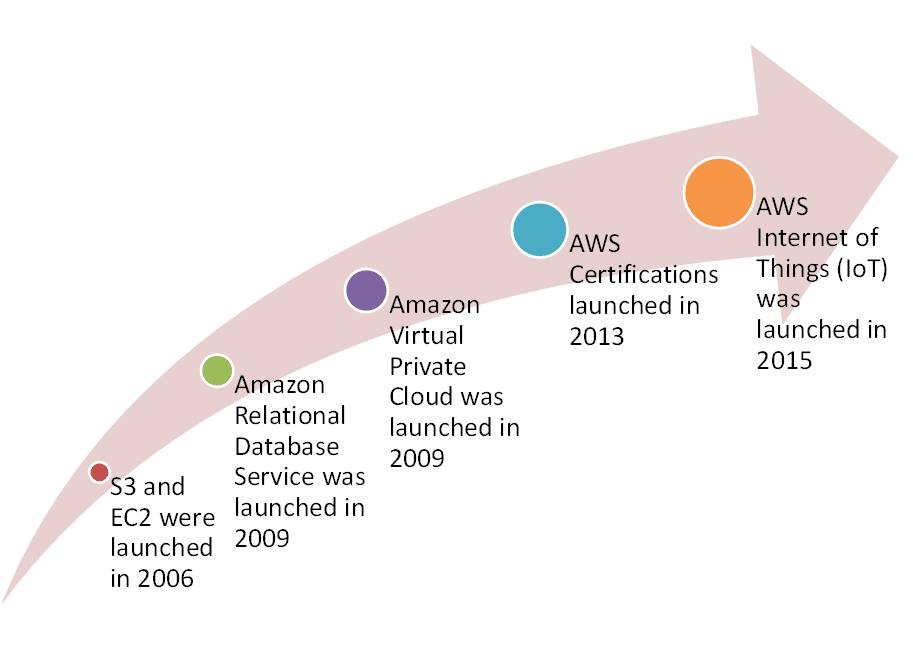 S3 and
EC2 were
launched
in 2006
Amazon
Relational
Database
Service was
launched in
2009
Amazon
Virtual
Private
Cloud was
launched in
2009
AWS
Certifications
launched in
2013
AWS
Internet of
Things (IoT)
was
launched in
2015